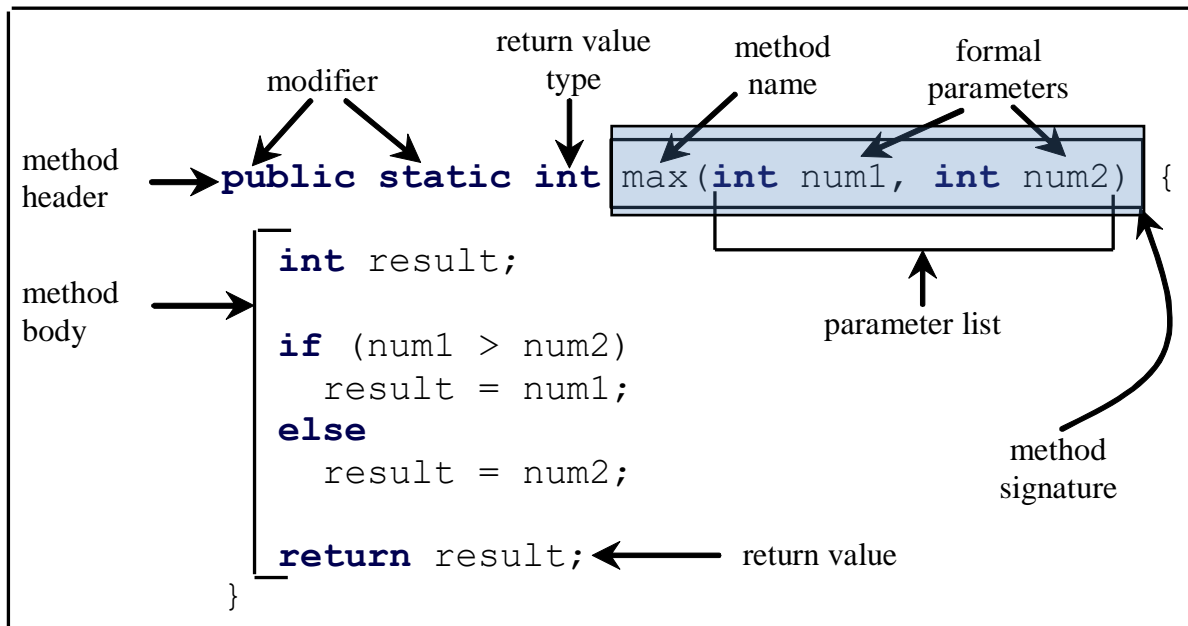 return value
type
method
name
formal
parameters
modifier
method
header
public static int max(int num1, int num2) {
int result;
method
body
parameter list
if (num1 > num2)
result = num1;
else
result = num2;
method
signature
return result;
return value
}